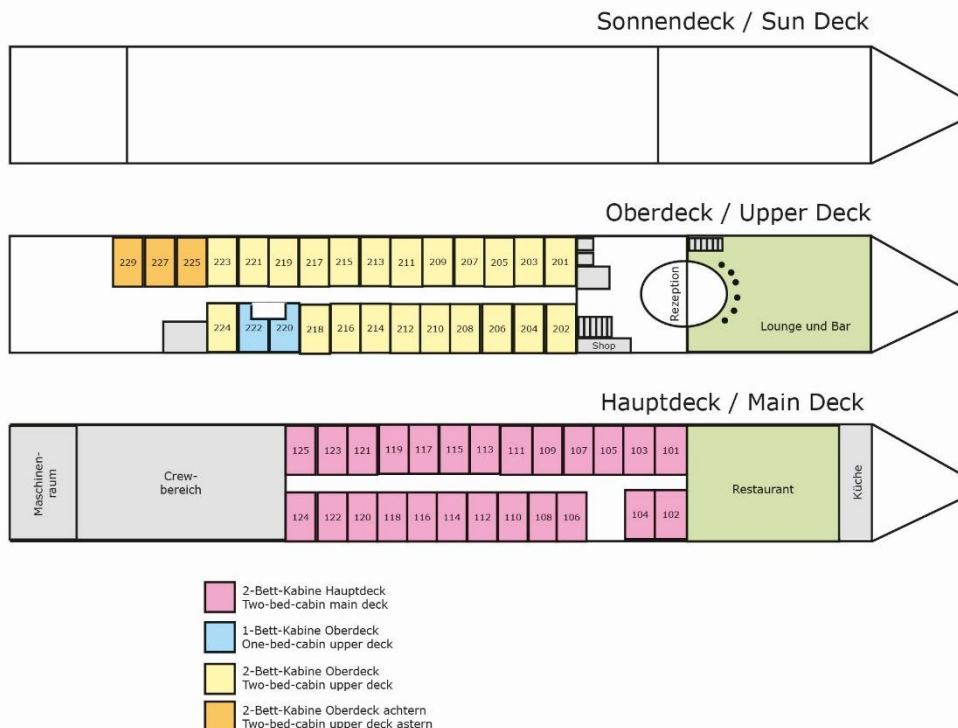 Sonnendeck / Sun Deck
Oberdeck / Upper Deck
229 227 225 223 221 219 217 215 213 211 209 207 205 203 201
Rezeption
224 222 220 218 216 214 212 210 208 206 204 202
Lounge und Bar
Shop
Hauptdeck / Main Deck
125 123 121 119 117 115 113 111 109 107 105 103 101
Maschinen-
raum
Crew-
bereich
Restaurant
Küche
124 122 120 118 116 114 112 110 108 106 104 102
2-Bett-Kabine Hauptdeck
Two-bed-cabin main deck
1-Bett-Kabine Oberdeck
One-bed-cabin upper deck
2-Bett-Kabine Oberdeck
Two-bed-cabin upper deck
2-Bett-Kabine Oberdeck achtern
Two-bed-cabin upper deck astern